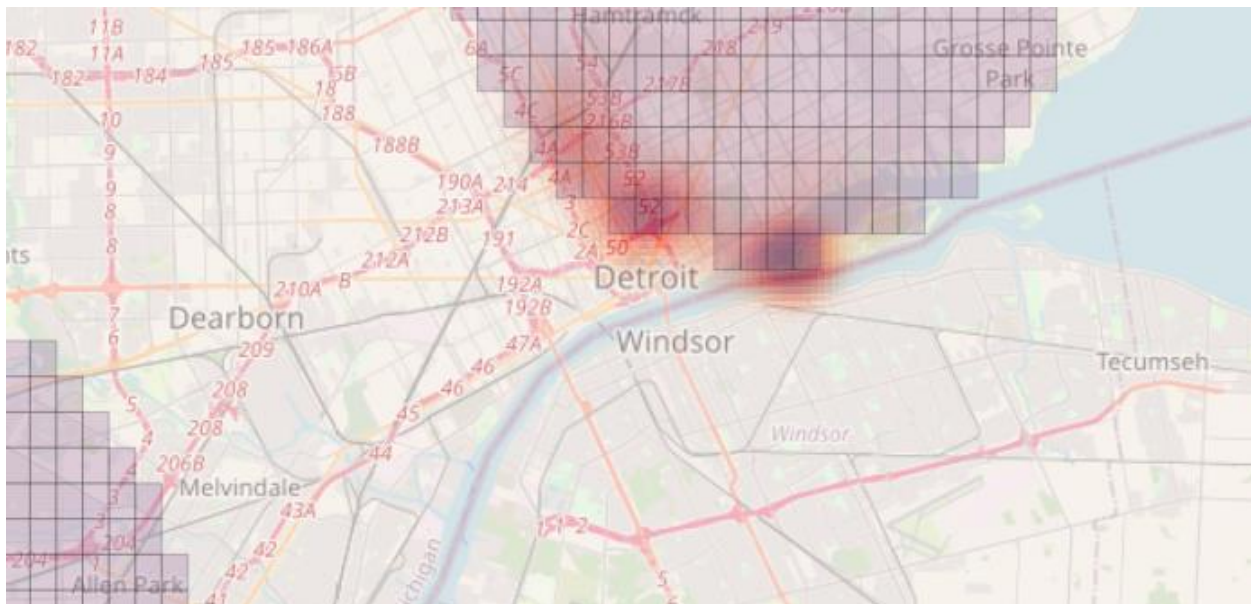 Hamtramck
11B
182
11A
185
186A
6A
54
219
218
Grosse Pointe
Park
182
184
185
5B
5C
217B
18
188
4C
53B
216B
10
9
188B
4A
53B
190A
214
4A
52
9
8
213A
3
52
212B
191
2C
8
212A
2A
50
B
192A
Detroit
210A
7
192B
6
Dearborn
209
47A
Windsor
46
Tecumseh
208
46
5
45
208
4
Windsor
206B
44
Melvindale
3
43A
3
204
2
204
42
Allen Park
42
5
41